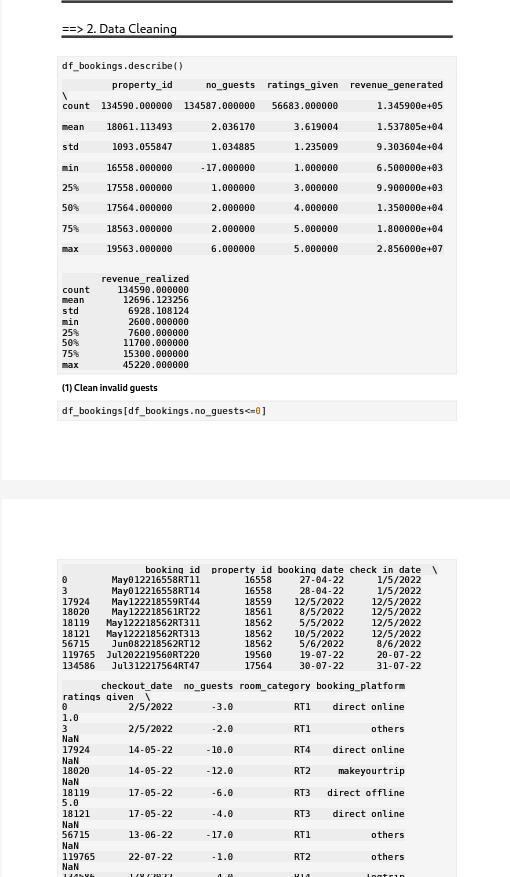 ==> 2. Data Cleaning
df_bookings.describe()
property_id no_guests ratings_given revenue_generated
\
count 134590.000000 134587.000000 56683.000000 1.345900e+05
mean 18061.113493 2.036170 3.619004 1.537805e+04
std 1093.055847 1.034885 1.235009 9.303604e+04
min 16558.000000 -17.000000 1.000000 6.500000e+03
25% 17558.000000 1.000000 3.000000 9.900000e+03
50% 17564.000000 2.000000 4.000000 1.350000e+04
75% 18563.000000 2.000000 5.000000 1.800000e+04
max 19563.000000 6.000000 5.000000 2.856000e+07
revenue_realized
count 134590.000000
mean 12696.123256
std 6928.108124
min 2600.000000
25% 7600.000000
50% 11700.000000
75% 15300.000000
max 45220.000000
(1) Clean invalid guests
df_bookings[df_bookings.no_guests<=0]
booking_id property_id booking_date check_in_date \
0 May012216558RT11 16558 27-04-22 1/5/2022
3 May012216558RT14 16558 28-04-22 1/5/2022
17924 May122218559RT44 18559 12/5/2022 12/5/2022
18020 May122218561RT22 18561 8/5/2022 12/5/2022
18119 May122218562RT311 18562 5/5/2022 12/5/2022
18121 May122218562RT313 18562 10/5/2022 12/5/2022
56715 Jun082218562RT12 18562 5/6/2022 8/6/2022
119765 Jul202219560RT220 19560 19-07-22 20-07-22
134586 Jul312217564RT47 17564 30-07-22 31-07-22
checkout_date no_guests room_category booking_platform
ratings_given \
0 2/5/2022 -3.0 RT1 direct online
1.0
3 2/5/2022 -2.0 RT1 others
NaN
17924 14-05-22 -10.0 RT4 direct online
NaN
18020 14-05-22 -12.0 RT2 makeyourtrip
NaN
18119 17-05-22 -6.0 RT3 direct offline
5.0
18121 17-05-22 -4.0 RT3 direct online
NaN
56715 13-06-22 -17.0 RT1 others
NaN
119765 22-07-22 -1.0 RT2 others
NaN
134586 1/8/2022 -4.0 RT4 logtrip